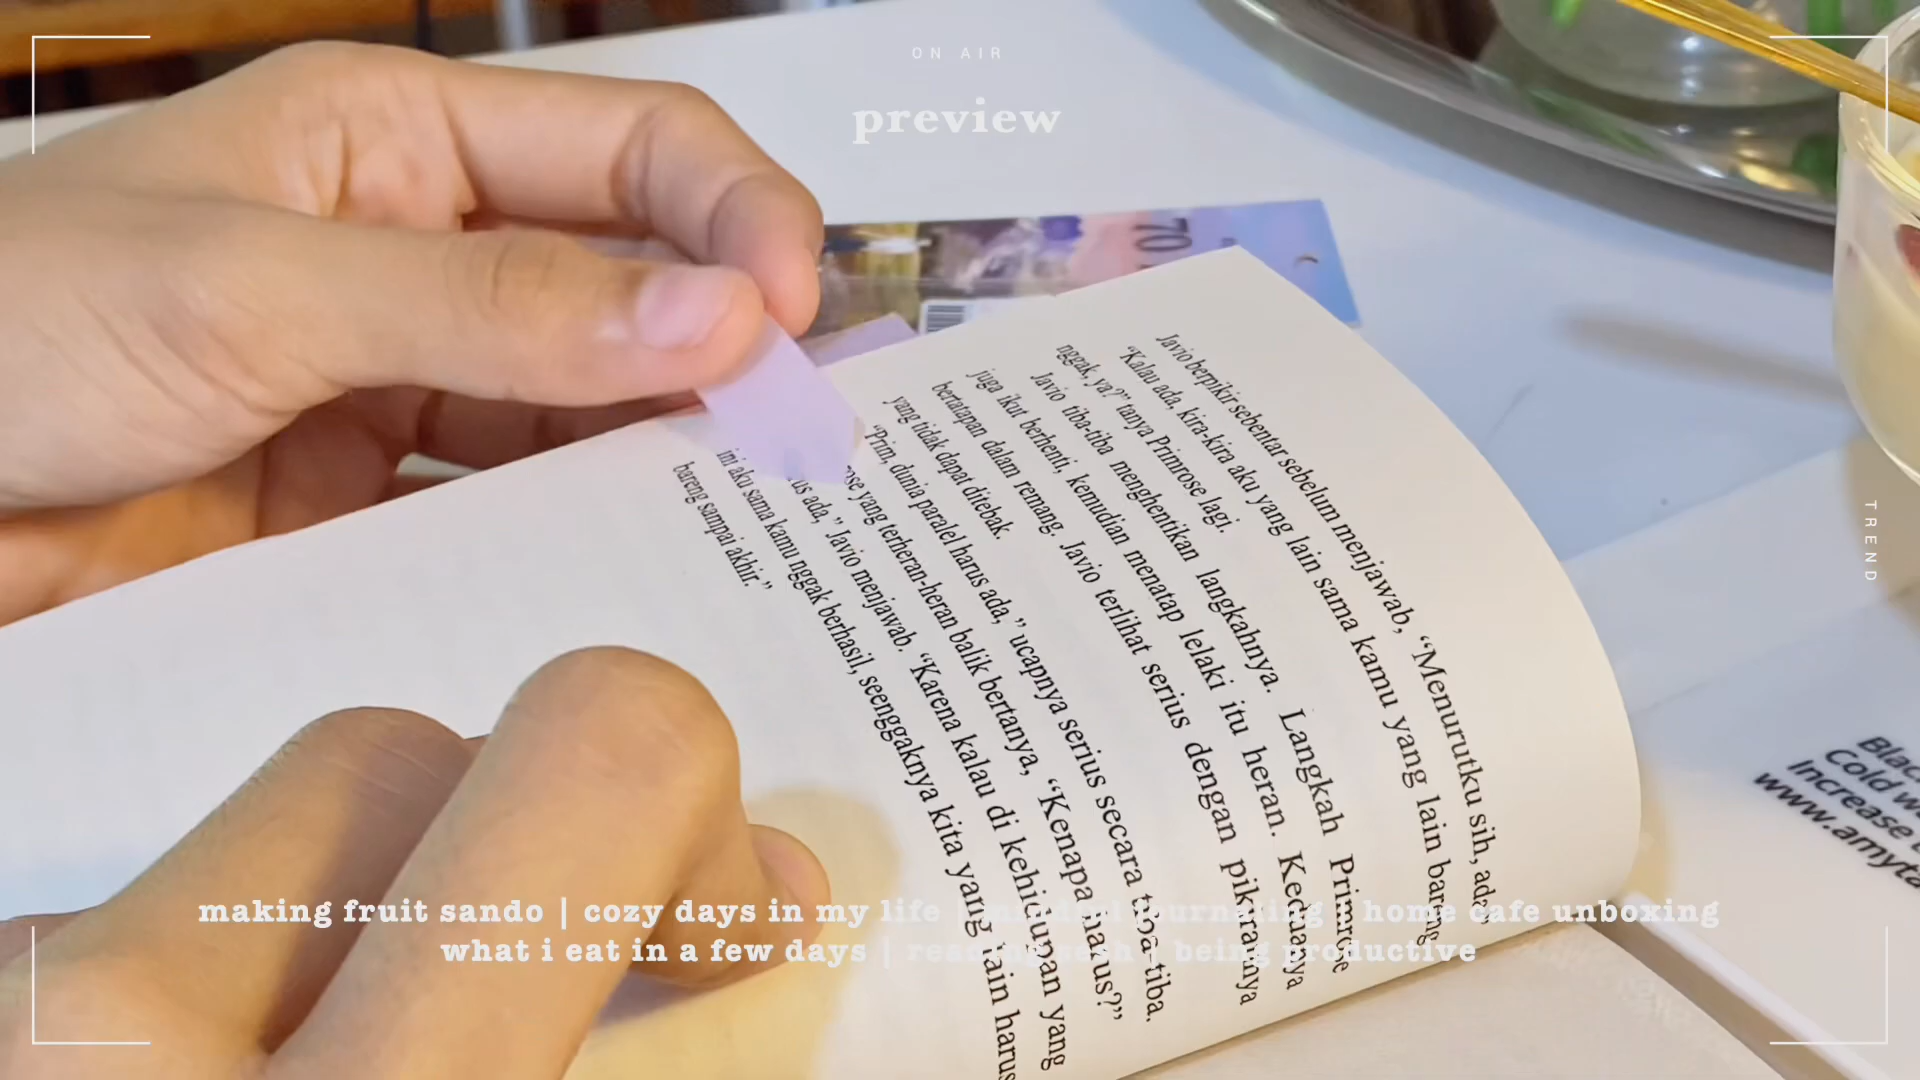 ON AIR
preview
70
Javio berpikir sebentar sebelum menjawab, “Menurutku sih, ada.”
“Kalau ada, kira-kira aku yang lain sama kamu yang lain bareng
nggak, ya?” tanya Primrose lagi.
Javio tiba-tiba menghentikan langkahnya. Langkah Primrose
juga ikut berhenti, kemudian menatap lelaki itu heran. Keduanya
bertatapan dalam remang. Javio terlihat serius dengan pikirannya
yang tidak dapat ditebak.
“Prim, dunia paralel harus ada,” ucapnya serius secara tiba-tiba.
yang terheran-heran balik bertanya, “Kenapa harus?”
ada,” Javio menjawab. “Karena kalau di kehidupan yang
ini aku sama kamu nggak berhasil, seenggaknya kita yang lain harus
bareng sampai akhir.”
TREND
Cold
Increase
making fruit sando | cozy days in my life | mindful journaling | home cafe unboxing
what i eat in a few days | reading sesh | being productive